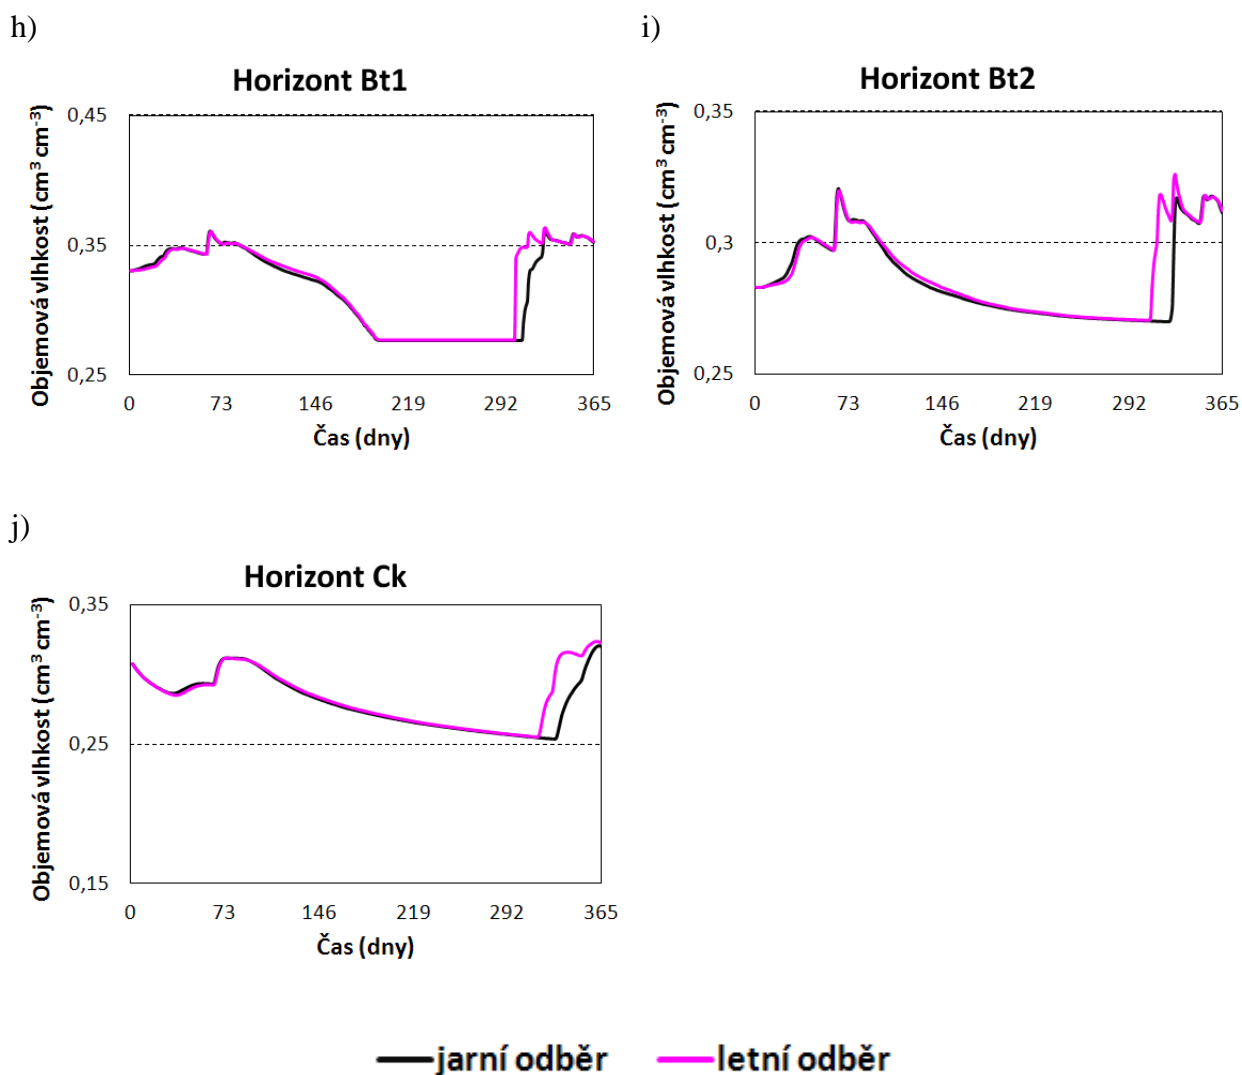 h)
Horizont Bt1
Objemová vlhkost (cm³ cm⁻³)
0,45
0,35
0,25
0 73 146 219 292 365
Čas (dny)
i)
Horizont Bt2
Objemová vlhkost (cm³ cm⁻³)
0,35
0,3
0,25
0 73 146 219 292 365
Čas (dny)
j)
Horizont Ck
Objemová vlhkost (cm³ cm⁻³)
0,35
0,25
0,15
0 73 146 219 292 365
Čas (dny)
jarní odběr letní odběr